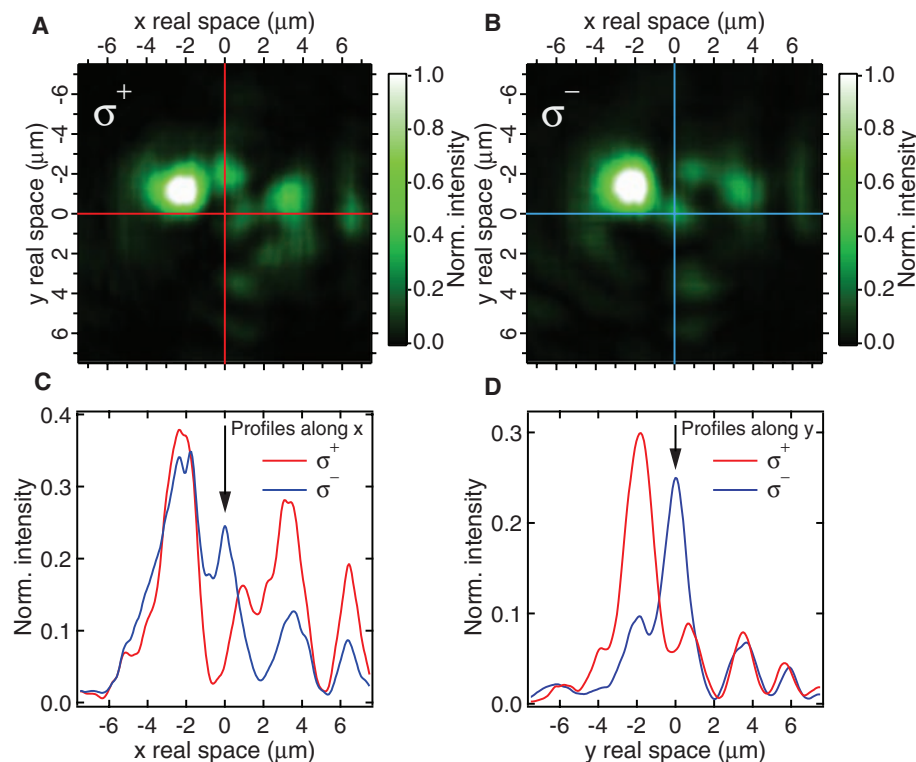 A
x real space (μm)
-6 -4 -2 0 2 4 6
σ+
y real space (μm)
-6
-4
-2
0
2
4
6
1.0
0.8
0.6
0.4
0.2
0.0
Norm. intensity
B
x real space (μm)
-6 -4 -2 0 2 4 6
σ−
y real space (μm)
-6
-4
-2
0
2
4
6
1.0
0.8
0.6
0.4
0.2
0.0
Norm. intensity
C
Profiles along x
σ+
σ−
Norm. intensity
0.4
0.3
0.2
0.1
0.0
-6 -4 -2 0 2 4 6
x real space (μm)
D
Profiles along y
σ+
σ−
Norm. intensity
0.3
0.2
0.1
0.0
-6 -4 -2 0 2 4 6
y real space (μm)